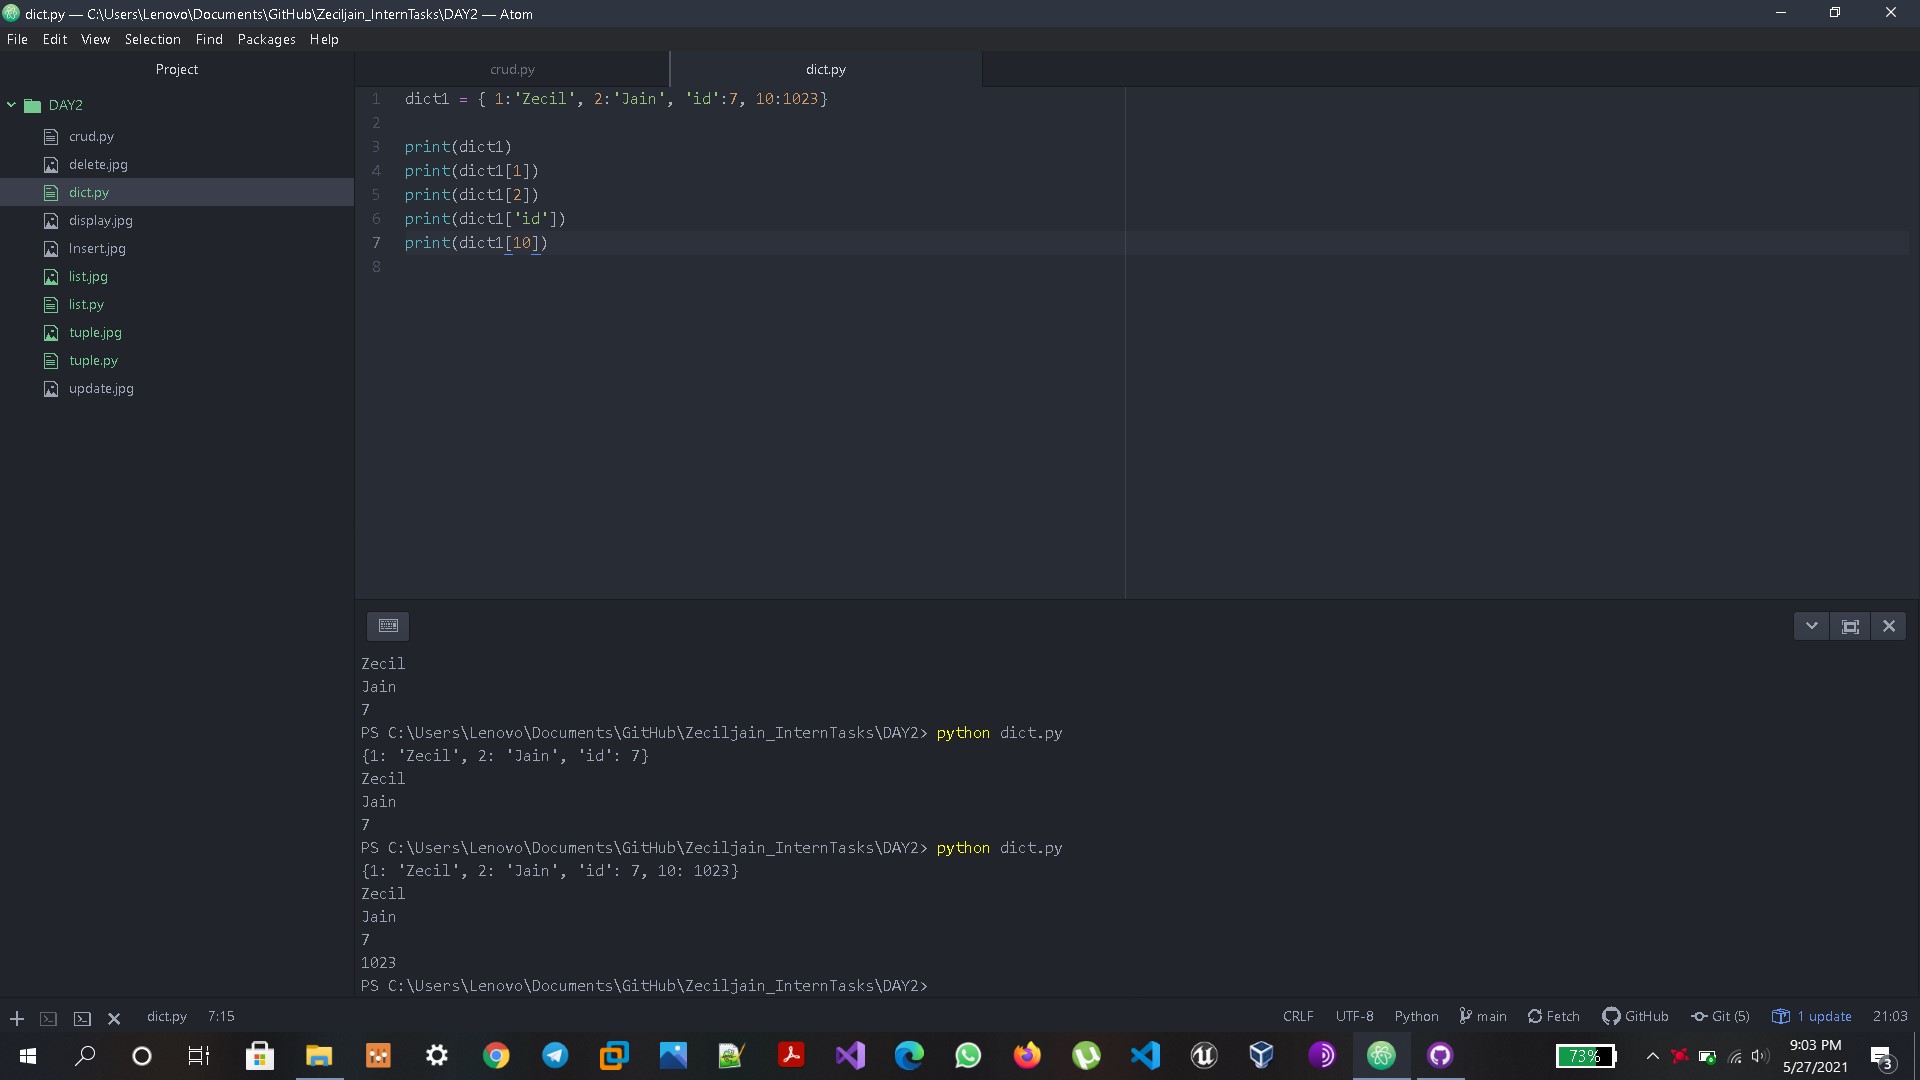 dict.py — C:\Users\Lenovo\Documents\GitHub\Zeciljain_InternTasks\DAY2 — Atom
File Edit View Selection Find Packages Help
Project
DAY2
crud.py
delete.jpg
dict.py
display.jpg
Insert.jpg
list.jpg
list.py
tuple.jpg
tuple.py
update.jpg
crud.py dict.py
1 dict1 = { 1:'Zecil', 2:'Jain', 'id':7, 10:1023}
2
3 print(dict1)
4 print(dict1[1])
5 print(dict1[2])
6 print(dict1['id'])
7 print(dict1[10])
8
Zecil
Jain
7
PS C:\Users\Lenovo\Documents\GitHub\Zeciljain_InternTasks\DAY2> python dict.py
{1: 'Zecil', 2: 'Jain', 'id': 7}
Zecil
Jain
7
PS C:\Users\Lenovo\Documents\GitHub\Zeciljain_InternTasks\DAY2> python dict.py
{1: 'Zecil', 2: 'Jain', 'id': 7, 10: 1023}
Zecil
Jain
7
1023
PS C:\Users\Lenovo\Documents\GitHub\Zeciljain_InternTasks\DAY2>
dict.py 7:15 CRLF UTF-8 Python main Fetch GitHub Git (5) 1 update 21:03
73% 9:03 PM
5/27/2021 3